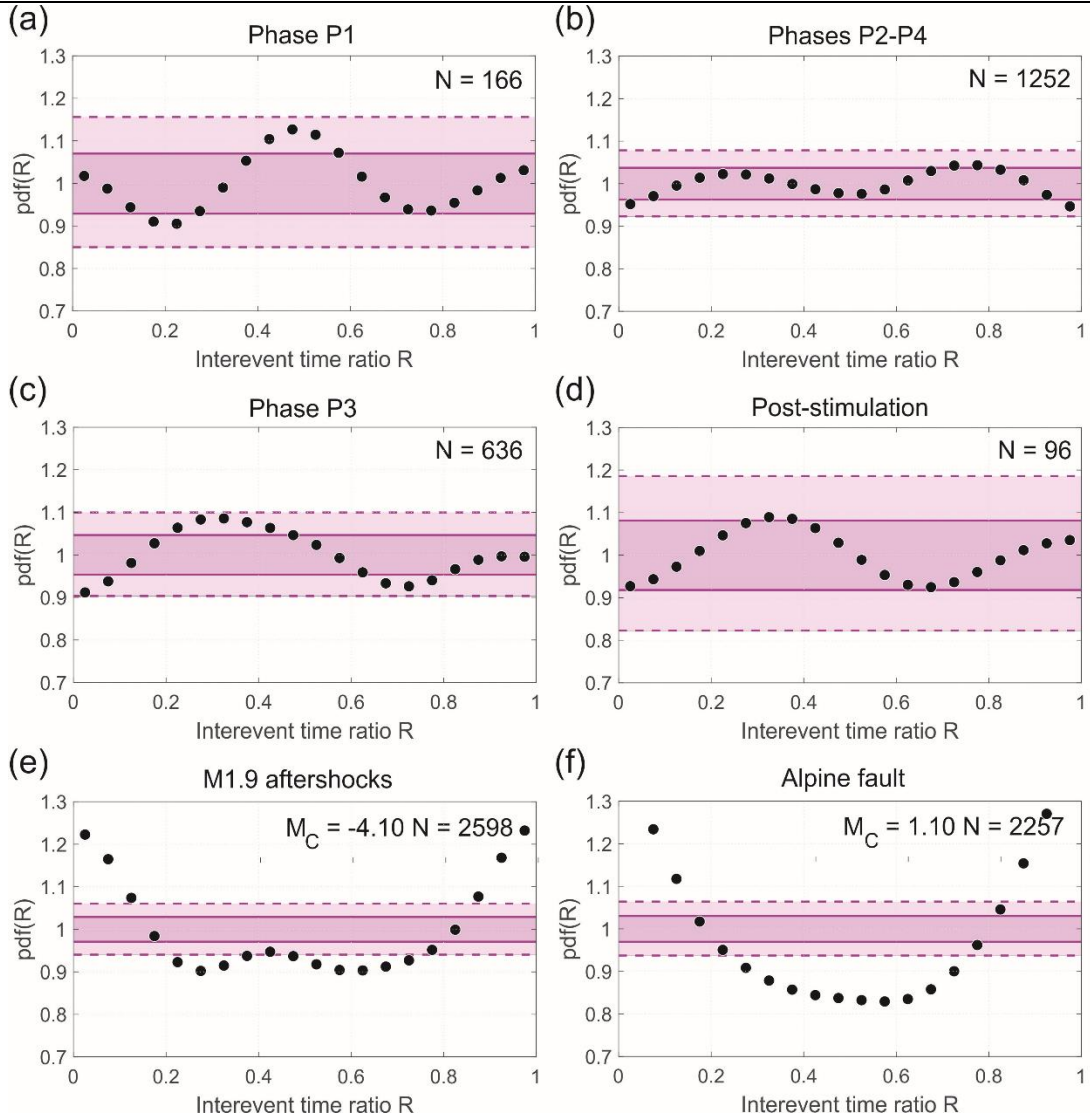 (a)
Phase P1
N = 166
pdf(R)
1.3
1.2
1.1
1
0.9
0.8
0.7
0
0.2
0.4
0.6
0.8
1
Interevent time ratio R
(b)
Phases P2-P4
N = 1252
pdf(R)
1.3
1.2
1.1
1
0.9
0.8
0.7
0
0.2
0.4
0.6
0.8
1
Interevent time ratio R
(c)
Phase P3
N = 636
pdf(R)
1.3
1.2
1.1
1
0.9
0.8
0.7
0
0.2
0.4
0.6
0.8
1
Interevent time ratio R
(d)
Post-stimulation
N = 96
pdf(R)
1.3
1.2
1.1
1
0.9
0.8
0.7
0
0.2
0.4
0.6
0.8
1
Interevent time ratio R
(e)
M1.9 aftershocks
M_C = -4.10 N = 2598
pdf(R)
1.3
1.2
1.1
1
0.9
0.8
0.7
0
0.2
0.4
0.6
0.8
1
Interevent time ratio R
(f)
Alpine fault
M_C = 1.10 N = 2257
pdf(R)
1.3
1.2
1.1
1
0.9
0.8
0.7
0
0.2
0.4
0.6
0.8
1
Interevent time ratio R